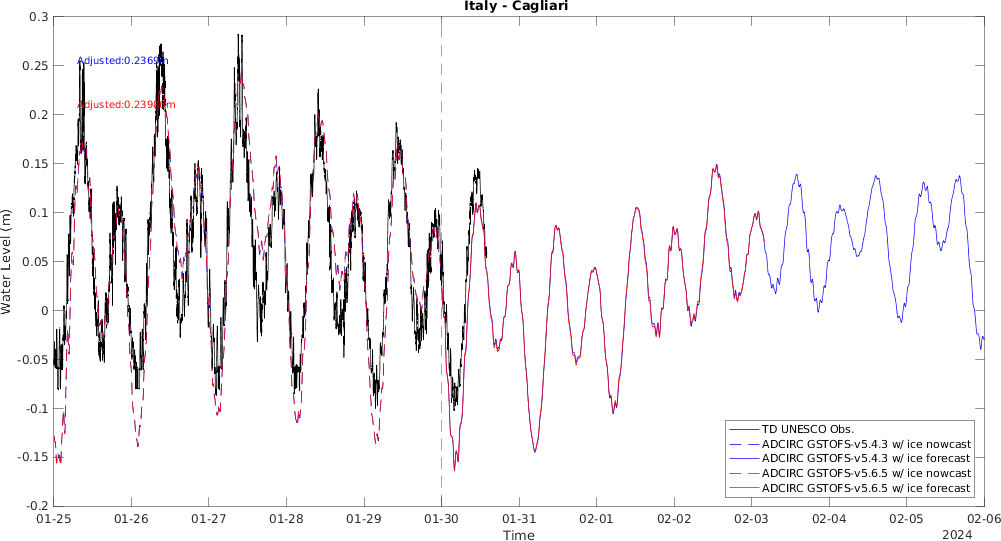 Italy - Cagliari
0.3
0.25
0.2
0.15
0.1
0.05
0
-0.05
-0.1
-0.15
-0.2
Water Level (m)
Adjusted:0.2369m
TD UNESCO Obs.
ADCIRC GSTOFS-v5.4.3 w/ ice nowcast
ADCIRC GSTOFS-v5.4.3 w/ ice forecast
ADCIRC GSTOFS-v5.6.5 w/ ice nowcast
ADCIRC GSTOFS-v5.6.5 w/ ice forecast
01-25 01-26 01-27 01-28 01-29 01-30 01-31 02-01 02-02 02-03 02-04 02-05 02-06
Time
2024